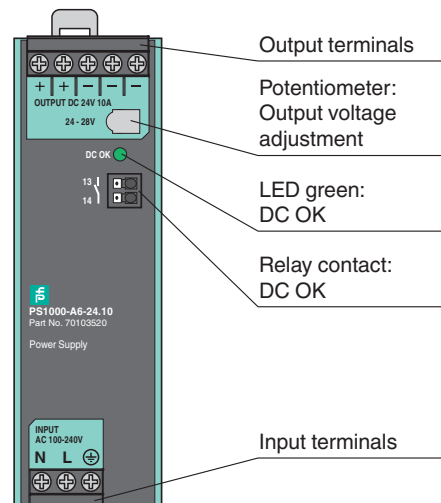 Output terminals
+ + − − −
OUTPUT DC 24V 10A
Potentiometer:
Output voltage
adjustment
24 - 28V
DC OK
LED green:
DC OK
13
14
Relay contact:
DC OK
PS1000-A6-24.10
Part No. 70103520
Power Supply
INPUT
AC 100-240V
N L
Input terminals